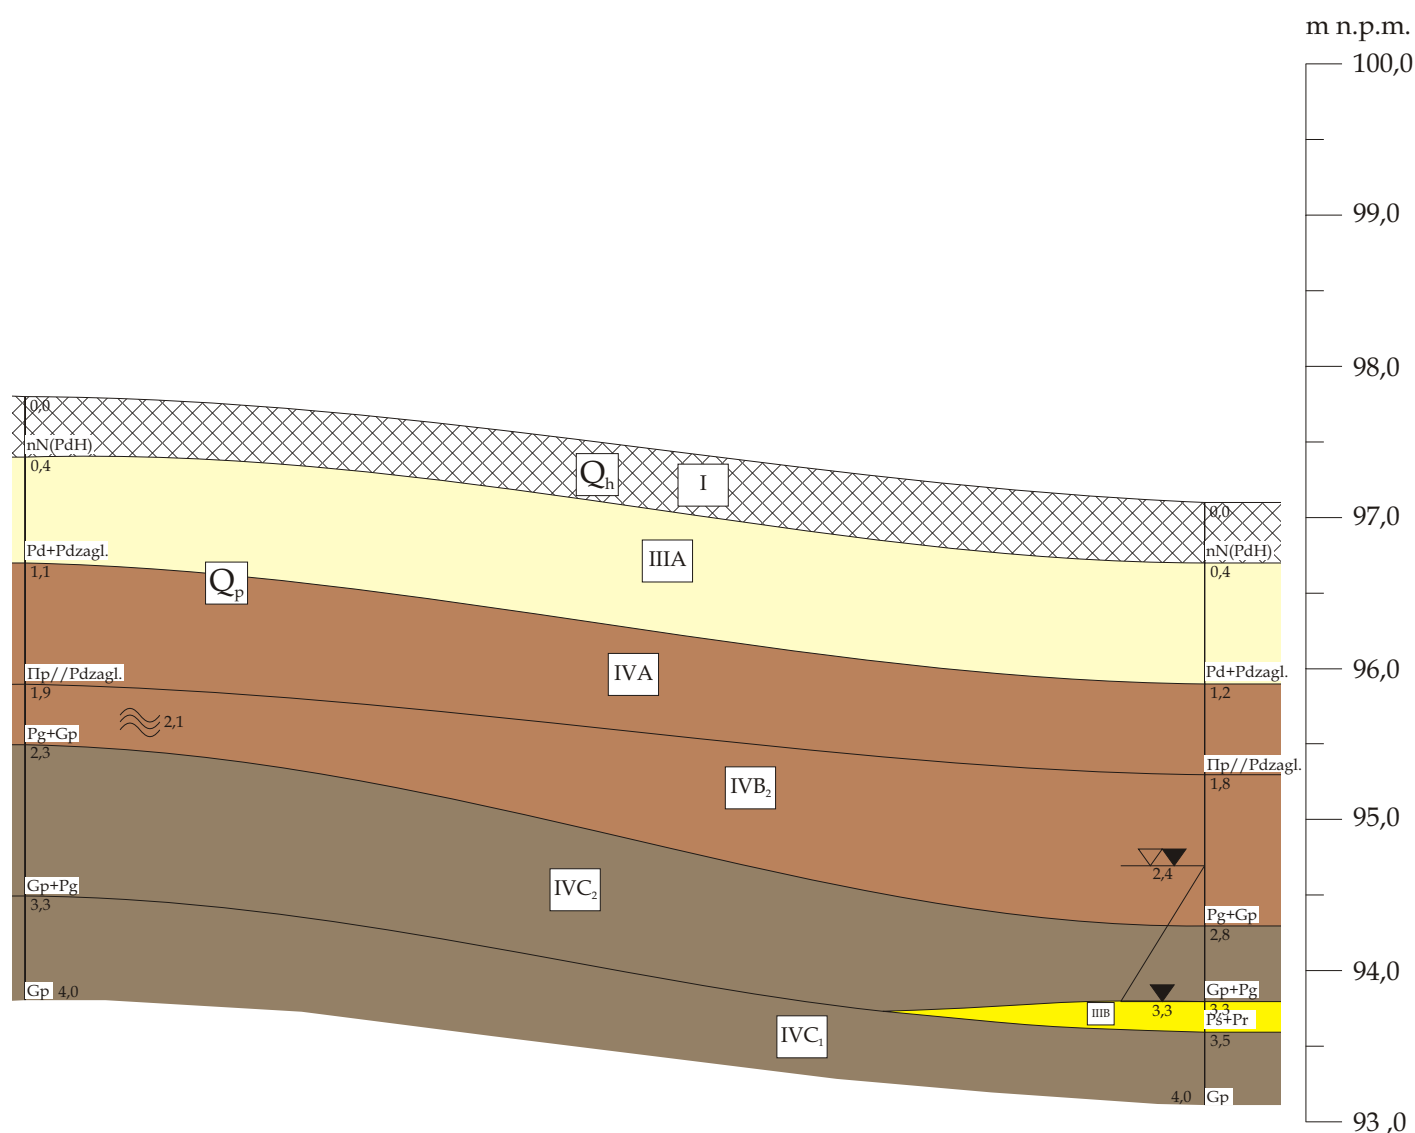 m n.p.m.
100,0
99,0
98,0
0,0
nN(PdH)
0,4
Q h
I
97,0
0,0
nN(PdH)
0,4
Pd+Pdzagl.
1,1
Q p
IIIA
IVA
96,0
Pd+Pdzagl.
1,2
Πp//Pdzagl.
1,9
2,1
Pg+Gp
2,3
IVB₂
Πp//Pdzagl.
1,8
95,0
2,4
Gp+Pg
3,3
IVC₂
Pg+Gp
2,8
94,0
Gp 4,0
IVC₁
IIIB
3,3
Gp+Pg
3,3
Ps+Pr
3,5
4,0 Gp
93 ,0